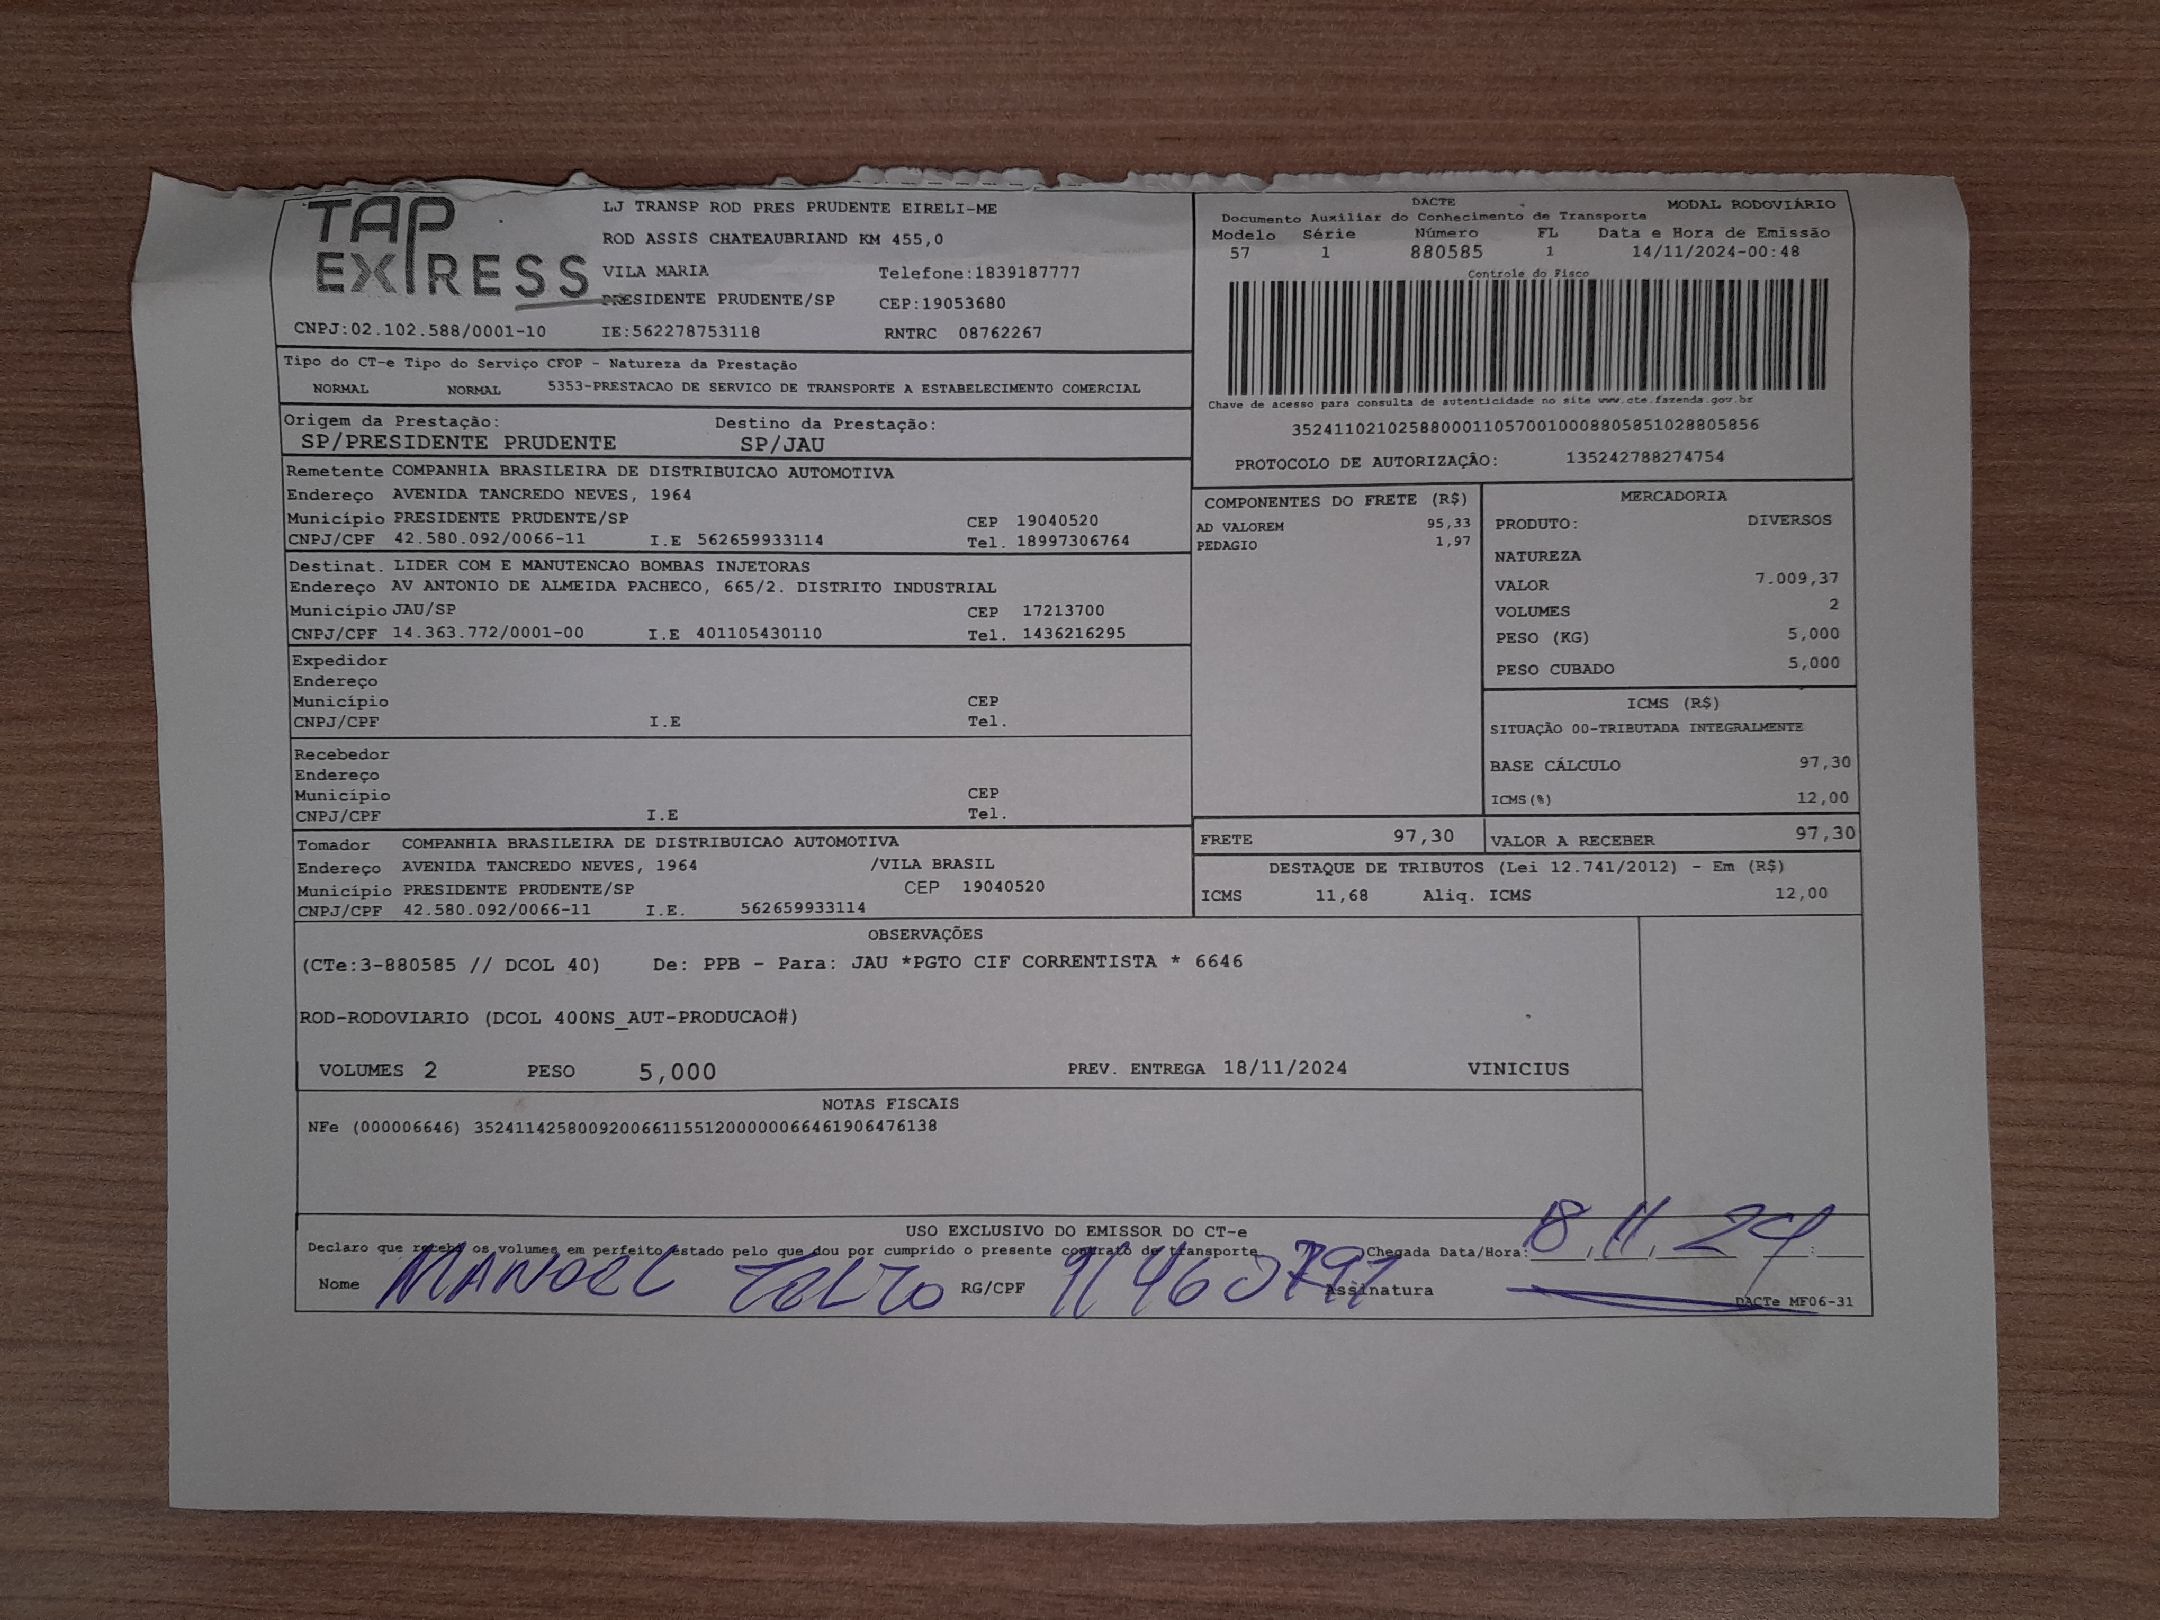 TAP
EXPRESS
LJ TRANSP ROD PRES PRUDENTE EIRELI-ME
ROD ASSIS CHATEAUBRIAND KM 455,0
VILA MARIA Telefone:1839187777
PRESIDENTE PRUDENTE/SP CEP:19053680
CNPJ:02.102.588/0001-10 IE:562278753118 RNTRC 08762267
DACTE MODAL RODOVIÁRIO
Documento Auxiliar do Conhecimento de Transporte
Modelo Série Número FL Data e Hora de Emissão
57 1 880585 1 14/11/2024-00:48
Controle do Fisco
Chave de acesso para consulta de autenticidade no site www.cte.fazenda.gov.br
35241102102588000110570010008805851028805856
PROTOCOLO DE AUTORIZAÇÃO: 135242788274754
Tipo do CT-e Tipo do Serviço CFOP - Natureza da Prestação
NORMAL NORMAL 5353-PRESTACAO DE SERVICO DE TRANSPORTE A ESTABELECIMENTO COMERCIAL
Origem da Prestação: Destino da Prestação:
SP/PRESIDENTE PRUDENTE SP/JAU
Remetente COMPANHIA BRASILEIRA DE DISTRIBUICAO AUTOMOTIVA
Endereço AVENIDA TANCREDO NEVES, 1964
Município PRESIDENTE PRUDENTE/SP CEP 19040520
CNPJ/CPF 42.580.092/0066-11 I.E 562659933114 Tel. 18997306764
Destinat. LIDER COM E MANUTENCAO BOMBAS INJETORAS
Endereço AV ANTONIO DE ALMEIDA PACHECO, 665/2. DISTRITO INDUSTRIAL
Município JAU/SP CEP 17213700
CNPJ/CPF 14.363.772/0001-00 I.E 401105430110 Tel. 1436216295
Expedidor
Endereço
Município CEP
CNPJ/CPF I.E Tel.
Recebedor
Endereço
Município CEP
CNPJ/CPF I.E Tel.
Tomador COMPANHIA BRASILEIRA DE DISTRIBUICAO AUTOMOTIVA
Endereço AVENIDA TANCREDO NEVES, 1964 /VILA BRASIL
Município PRESIDENTE PRUDENTE/SP CEP 19040520
CNPJ/CPF 42.580.092/0066-11 I.E. 562659933114
COMPONENTES DO FRETE (R$)
AD VALOREM 95,33
PEDAGIO 1,97
MERCADORIA
PRODUTO: DIVERSOS
NATUREZA
VALOR 7.009,37
VOLUMES 2
PESO (KG) 5,000
PESO CUBADO 5,000
ICMS (R$)
SITUAÇÃO 00-TRIBUTADA INTEGRALMENTE
BASE CÁLCULO 97,30
ICMS(%) 12,00
FRETE 97,30 VALOR A RECEBER 97,30
DESTAQUE DE TRIBUTOS (Lei 12.741/2012) - Em (R$)
ICMS 11,68 Aliq. ICMS 12,00
OBSERVAÇÕES
(CTe:3-880585 // DCOL 40) De: PPB - Para: JAU *PGTO CIF CORRENTISTA * 6646
ROD-RODOVIARIO (DCOL 400NS_AUT-PRODUCAO#)
VOLUMES 2 PESO 5,000 PREV. ENTREGA 18/11/2024 VINICIUS
NOTAS FISCAIS
NFe (000006646) 35241142580092006611551200000066461906476138
USO EXCLUSIVO DO EMISSOR DO CT-e
Declaro que recebi os volumes em perfeito estado pelo que dou por cumprido o presente contrato de transporte Chegada Data/Hora: 18 11 24
Nome MANOEL RG/CPF Assinatura
DACTe MF06-31